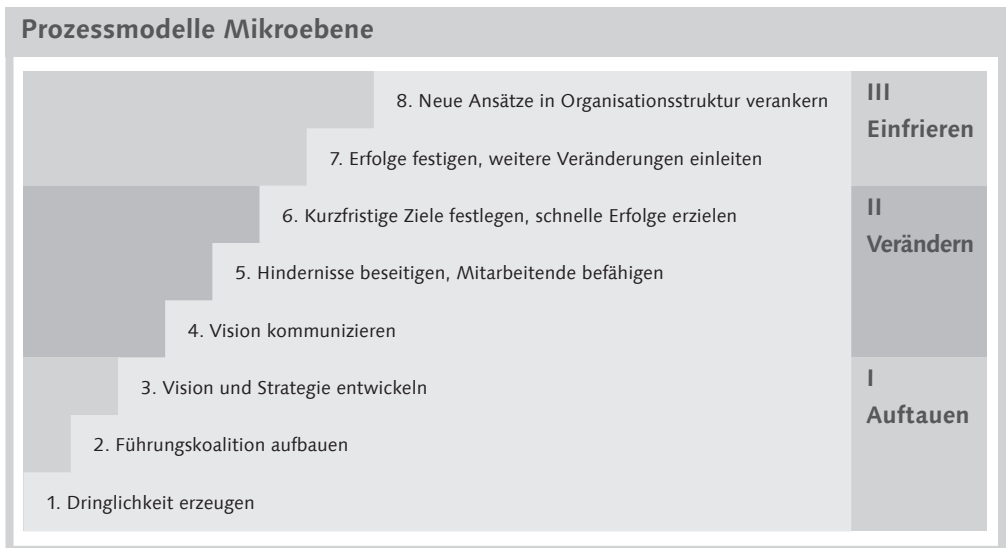 Prozessmodelle Mikroebene
8. Neue Ansätze in Organisationsstruktur verankern
III
Einfrieren
7. Erfolge festigen, weitere Veränderungen einleiten
6. Kurzfristige Ziele festlegen, schnelle Erfolge erzielen
II
Verändern
5. Hindernisse beseitigen, Mitarbeitende befähigen
4. Vision kommunizieren
3. Vision und Strategie entwickeln
I
Auftauen
2. Führungskoalition aufbauen
1. Dringlichkeit erzeugen